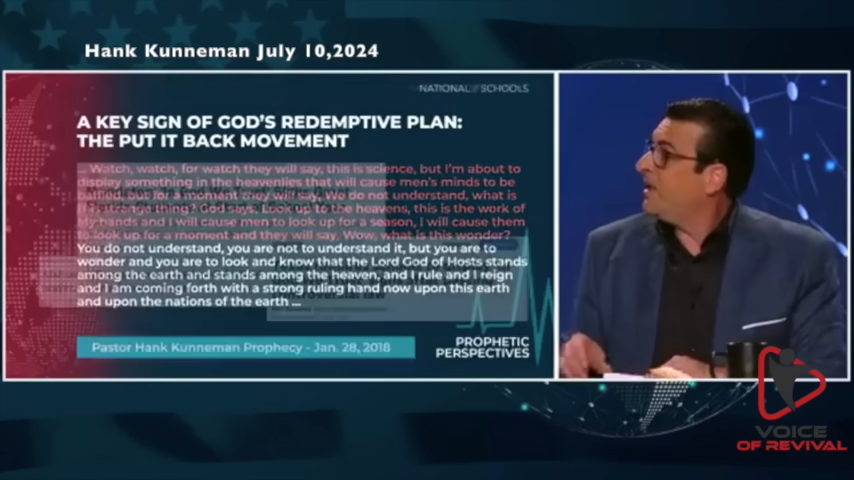 Hank Kunneman July 10,2024
NATIONAL SCHOOLS
A KEY SIGN OF GOD'S REDEMPTIVE PLAN:
THE PUT IT BACK MOVEMENT
... Watch, watch, for watch they will say, this is science, but I'm about to
display something in the heavenlies that will cause men's minds to be
baffled, but for a moment they will say, We do not understand, what is
this strange thing? God says, Look up to the heavens, this is the work of
My hands and I will cause men to look up for a season, I will cause them
to look up for a moment and they will say, Wow, what is this wonder?
You do not understand, you are not to understand it, but you are to
wonder and you are to look and know that the Lord God of Hosts stands
among the earth and stands among the heaven, and I rule and I reign
and I am coming forth with a strong ruling hand now upon this earth
and upon the nations of the earth ...
Pastor Hank Kunneman Prophecy - Jan. 28, 2018
PROPHETIC
PERSPECTIVES
VOICE
OF REVIVAL